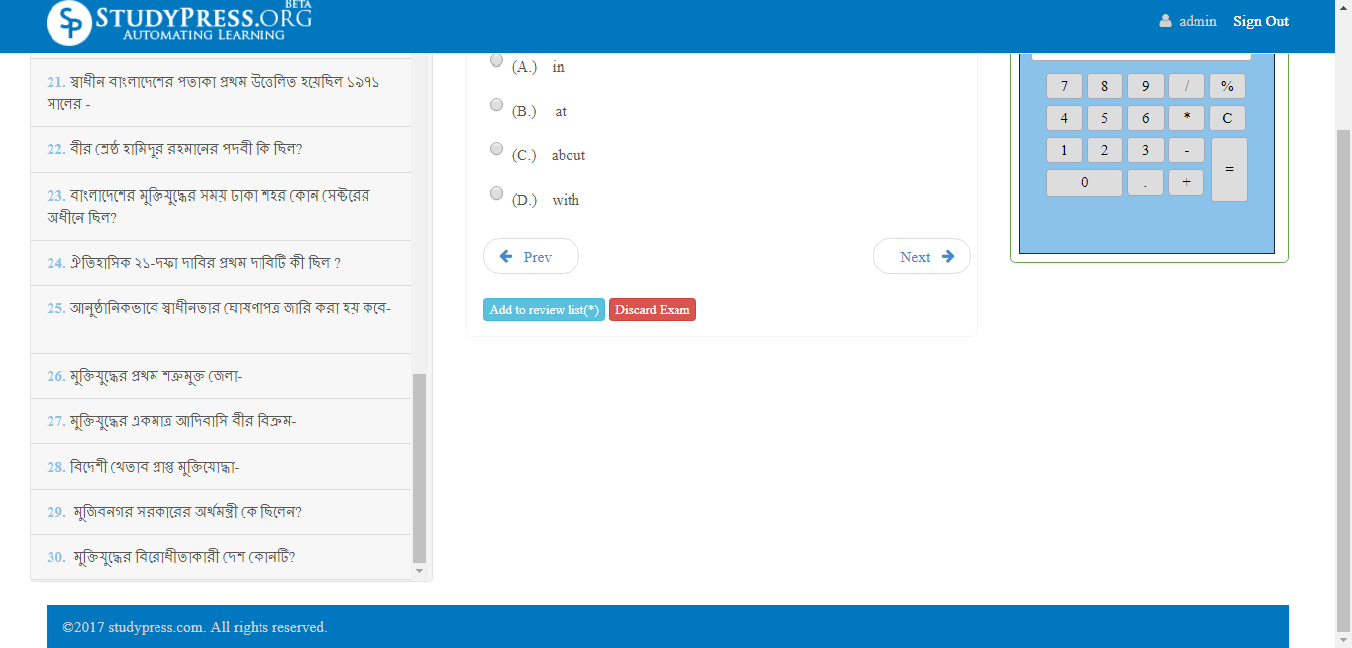 STUDYPRESS.ORG
BETA
AUTOMATING LEARNING
admin Sign Out
21. স্বাধীন বাংলাদেশের পতাকা প্রথম উত্তেলিত হয়েছিল ১৯৭১
সালের -
22. বীর শ্রেষ্ঠ হামিদুর রহমানের পদবী কি ছিল?
23. বাংলাদেশের মুক্তিযুদ্ধের সময় ঢাকা শহর কোন সেক্টরের
অধীনে ছিল?
24. ঐতিহাসিক ২১-দফা দাবির প্রথম দাবিটি কী ছিল ?
25. আনুষ্ঠানিকভাবে স্বাধীনতার ঘোষণাপত্র জারি করা হয় কবে-
26. মুক্তিযুদ্ধের প্রথম শত্রুমুক্ত জেলা-
27. মুক্তিযুদ্ধের একমাত্র আদিবাসি বীর বিক্রম-
28. বিদেশী খেতাব প্রাপ্ত মুক্তিযোদ্ধা-
29. মুজিবনগর সরকারের অর্থমন্ত্রী কে ছিলেন?
30. মুক্তিযুদ্ধের বিরোধীতাকারী দেশ কোনটি?
(A.) in
(B.) at
(C.) about
(D.) with
Prev Next
Add to review list(*) Discard Exam
7 8 9 / %
4 5 6 * C
1 2 3 - =
0 . +
©2017 studypress.com. All rights reserved.